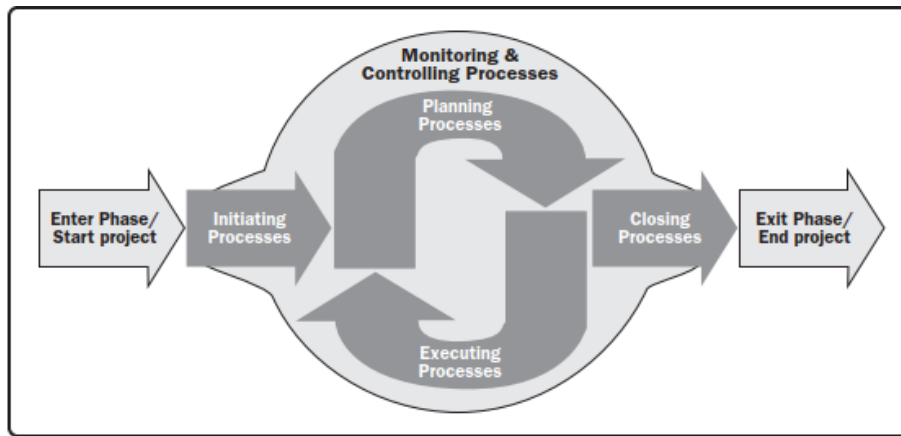 Monitoring &
Controlling Processes
Planning
Processes
Enter Phase/
Start project
Initiating
Processes
Closing
Processes
Exit Phase/
End project
Executing
Processes